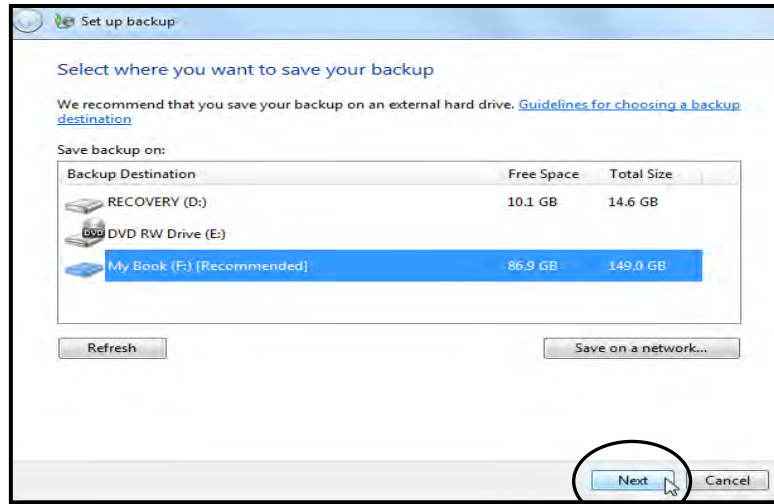 Set up backup
Select where you want to save your backup
We recommend that you save your backup on an external hard drive. Guidelines for choosing a backup
destination
Save backup on:
Backup Destination Free Space Total Size
RECOVERY (D:) 10.1 GB 14.6 GB
DVD DVD RW Drive (E:)
My Book (F:) [Recommended] 86.9 GB 149.0 GB
Refresh Save on a network...
Next Cancel